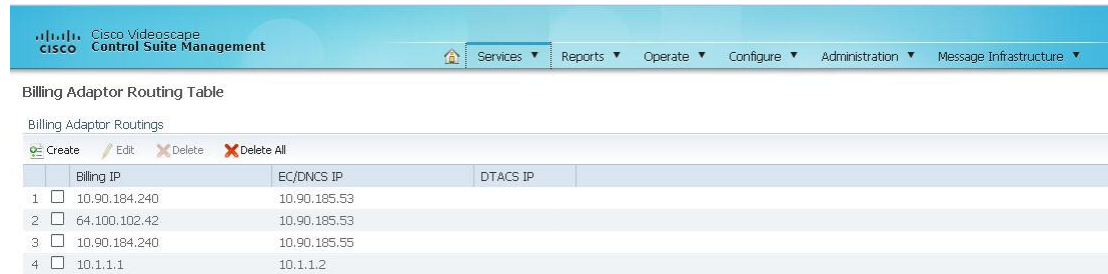 Cisco Videoscape
CISCO Control Suite Management
Services Reports Operate Configure Administration Message Infrastructure
Billing Adaptor Routing Table
Billing Adaptor Routings
Create Edit Delete Delete All
Billing IP EC/DNCS IP DTACS IP
1 10.90.184.240 10.90.185.53
2 64.100.102.42 10.90.185.53
3 10.90.184.240 10.90.185.55
4 10.1.1.1 10.1.1.2